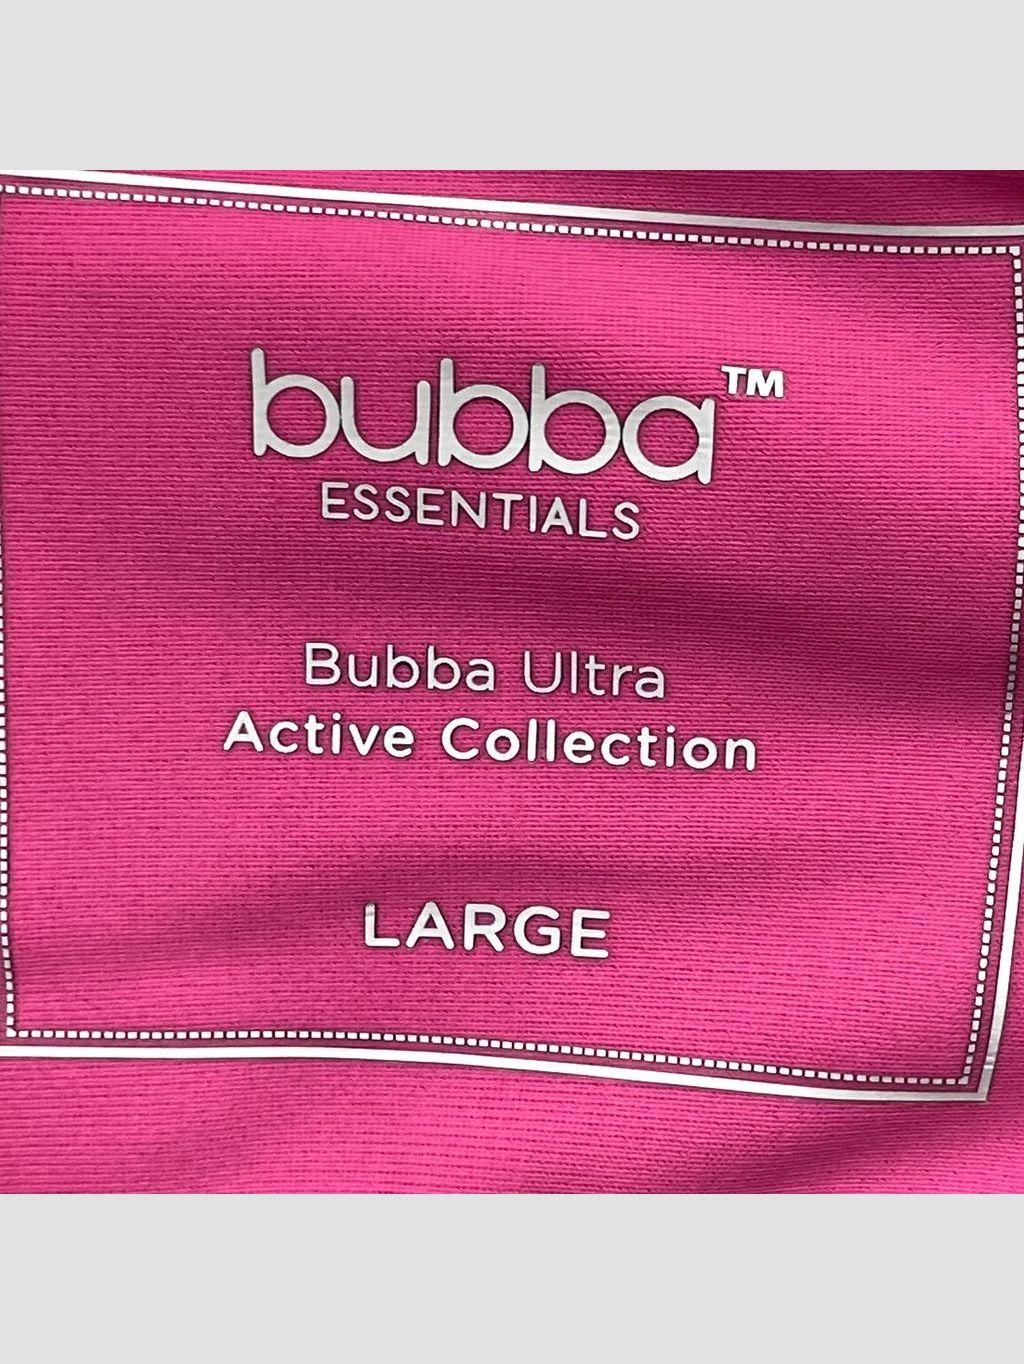 bubba™
ESSENTIALS
Bubba Ultra
Active Collection
LARGE